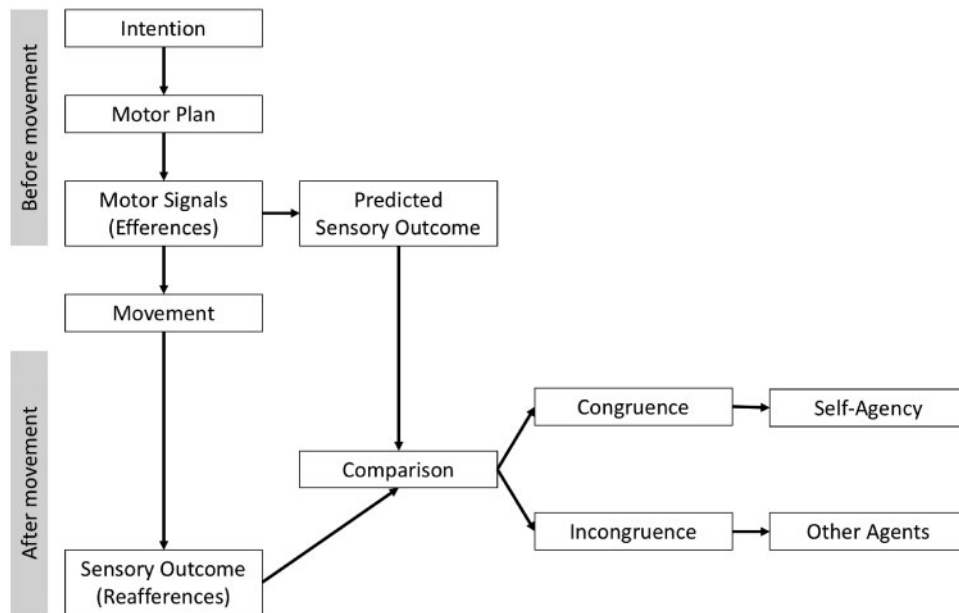 Before movement
Intention
Motor Plan
Motor Signals
(Efferences)
Predicted
Sensory Outcome
Movement
After movement
Congruence
Self-Agency
Comparison
Incongruence
Other Agents
Sensory Outcome
(Reafferences)